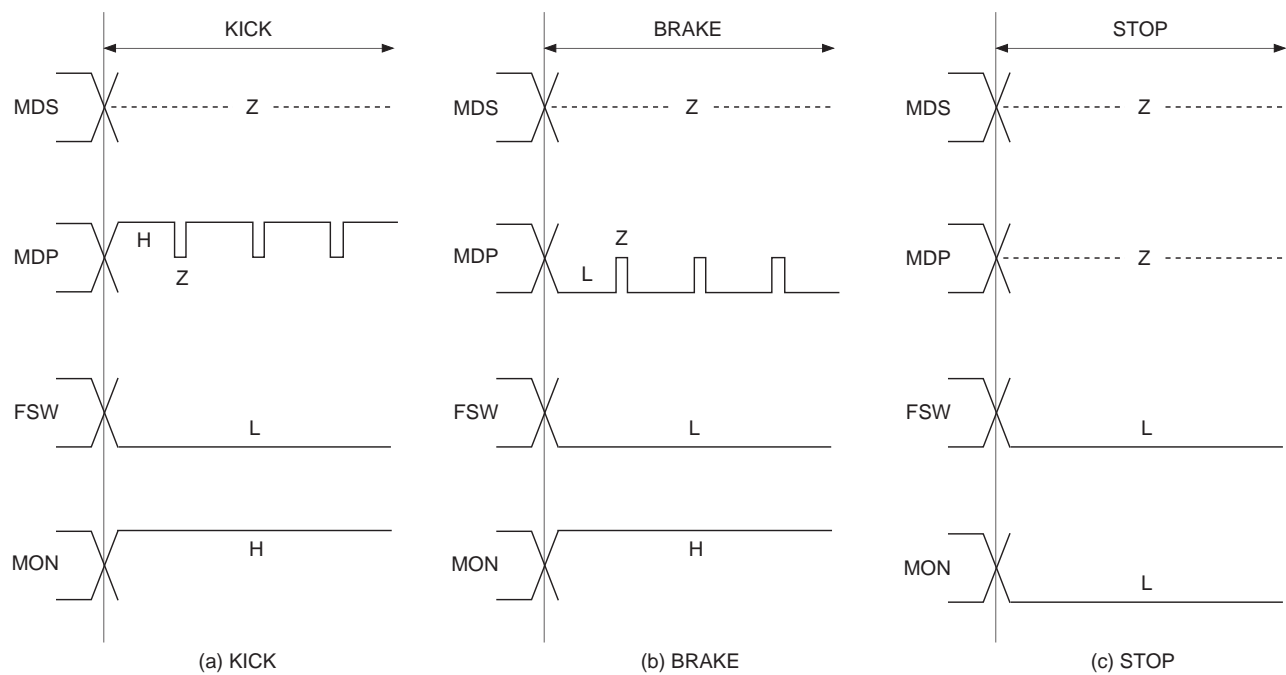 KICK
MDS
Z
MDP
H
Z
FSW
L
MON
H
(a) KICK
BRAKE
MDS
Z
MDP
Z
L
FSW
L
MON
H
(b) BRAKE
STOP
MDS
Z
MDP
Z
FSW
L
MON
L
(c) STOP